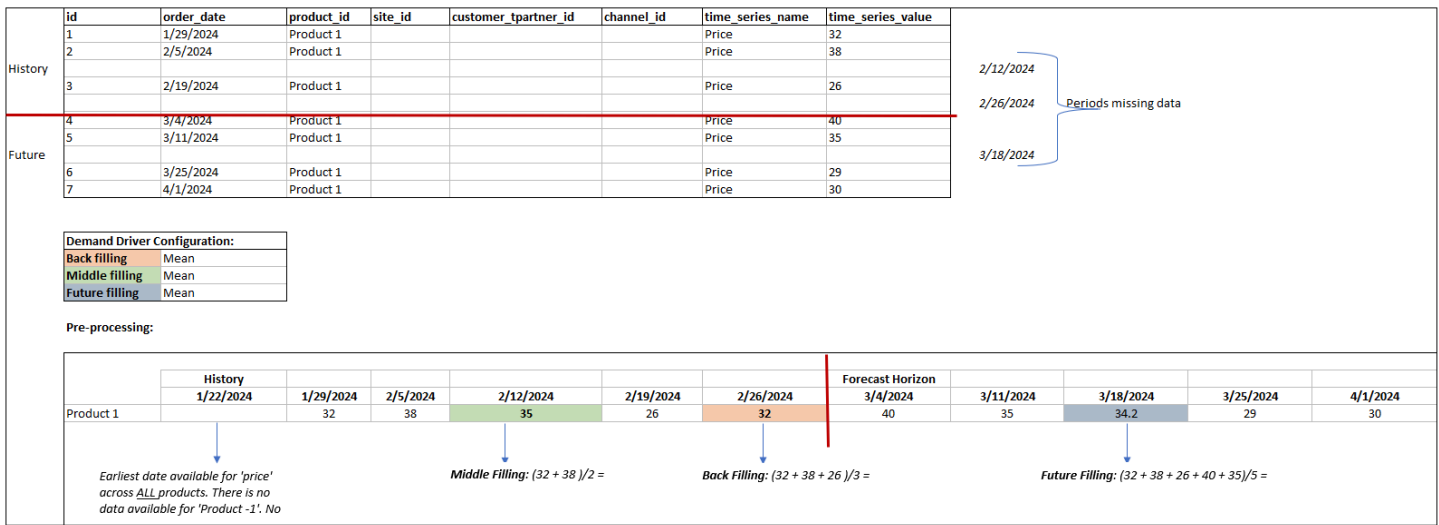 id order_date product_id site_id customer_tpartner_id channel_id time_series_name time_series_value
1 1/29/2024 Product 1 Price 32
2 2/5/2024 Product 1 Price 38
History 2/12/2024
3 2/19/2024 Product 1 Price 26
2/26/2024 Periods missing data
4 3/4/2024 Product 1 Price 40
5 3/11/2024 Product 1 Price 35
Future 3/18/2024
6 3/25/2024 Product 1 Price 29
7 4/1/2024 Product 1 Price 30
Demand Driver Configuration:
Back filling Mean
Middle filling Mean
Future filling Mean
Pre-processing:
History Forecast Horizon
1/22/2024 1/29/2024 2/5/2024 2/12/2024 2/19/2024 2/26/2024 3/4/2024 3/11/2024 3/18/2024 3/25/2024 4/1/2024
Product 1 32 38 35 26 32 40 35 34.2 29 30
Earliest date available for 'price' Middle Filling: (32 + 38 )/2 = Back Filling: (32 + 38 + 26 )/3 = Future Filling: (32 + 38 + 26 + 40 + 35)/5 =
across ALL products. There is no
data available for 'Product -1'. No